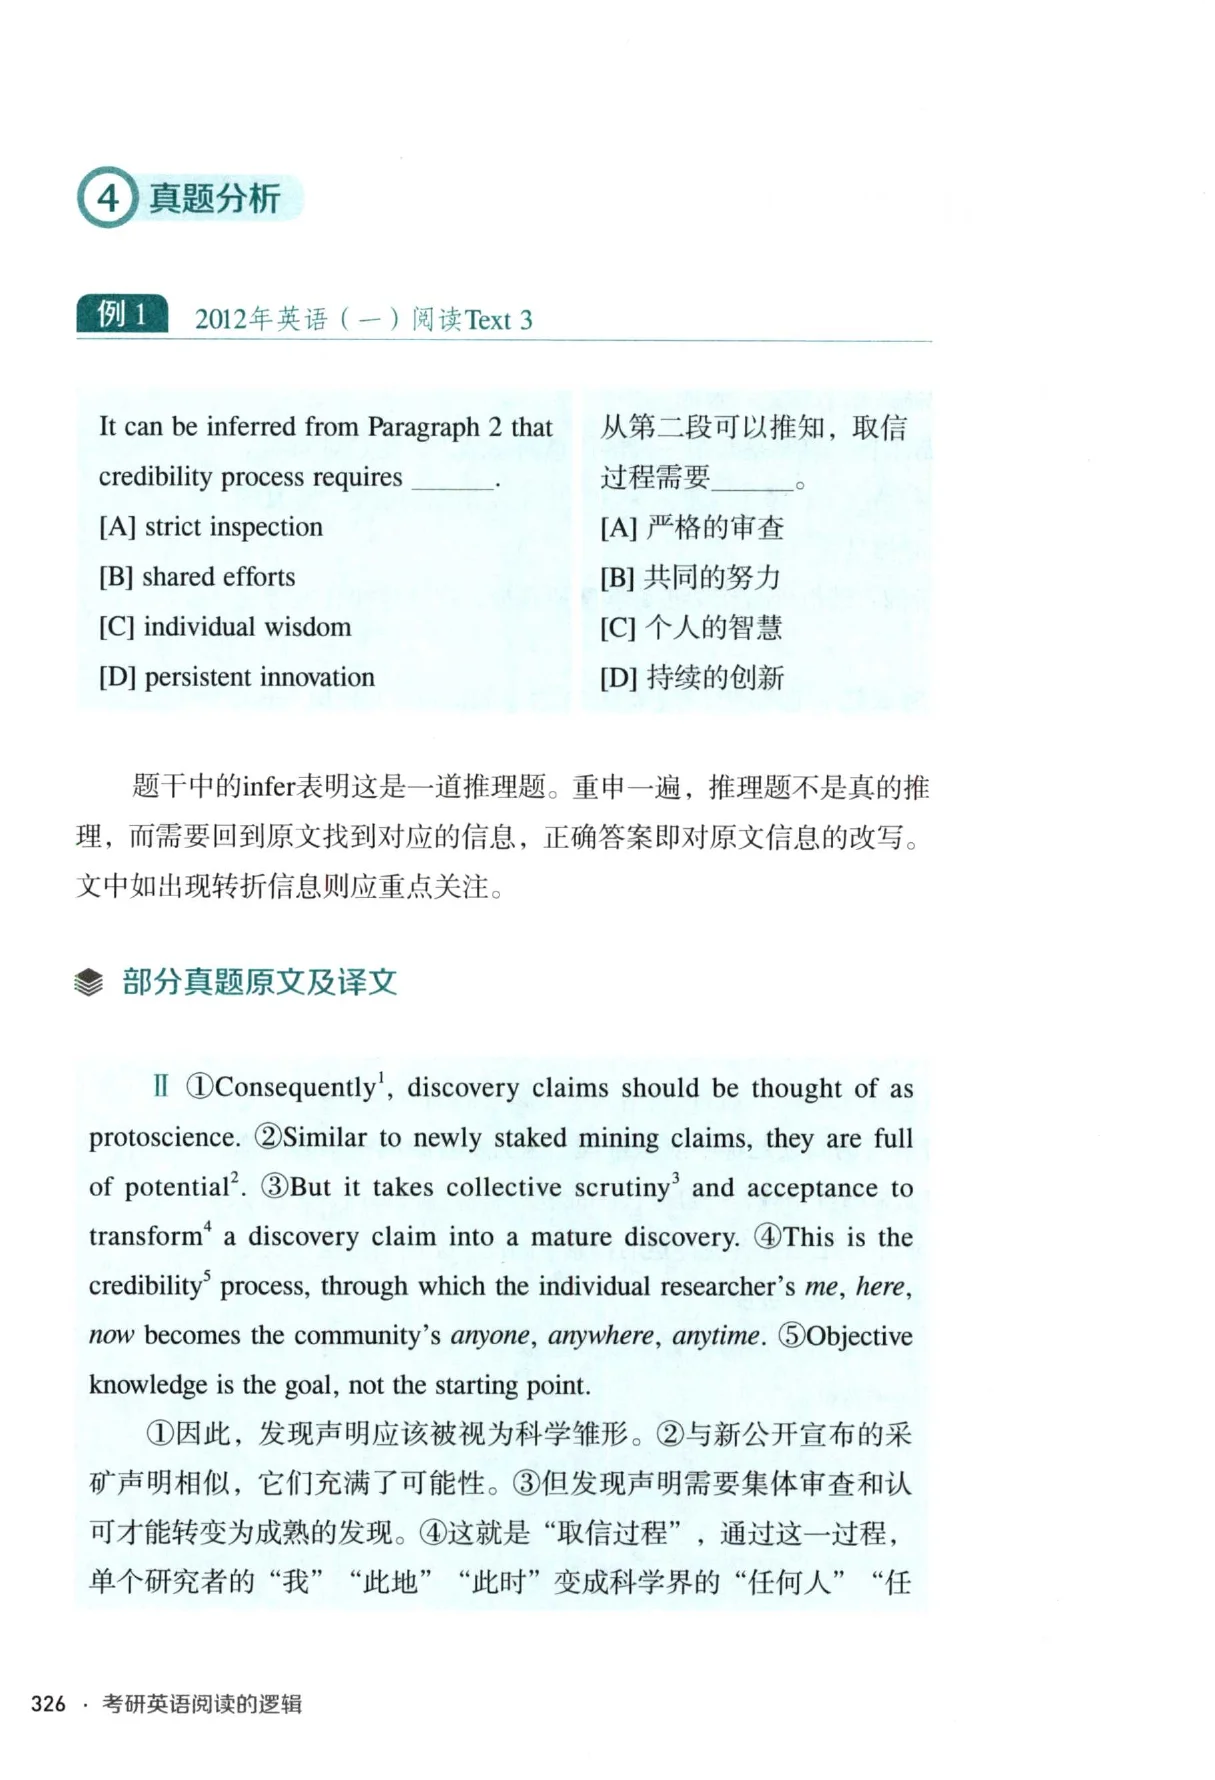 4 真题分析
例 1 2012年英语（一）阅读Text 3
It can be inferred from Paragraph 2 that
credibility process requires ______.
[A] strict inspection
[B] shared efforts
[C] individual wisdom
[D] persistent innovation
从第二段可以推知，取信
过程需要______。
[A] 严格的审查
[B] 共同的努力
[C] 个人的智慧
[D] 持续的创新
题干中的infer表明这是一道推理题。重申一遍，推理题不是真的推
理，而需要回到原文找到对应的信息，正确答案即对原文信息的改写。
文中如出现转折信息则应重点关注。
部分真题原文及译文
Ⅱ ①Consequently¹, discovery claims should be thought of as
protoscience. ②Similar to newly staked mining claims, they are full
of potential². ③But it takes collective scrutiny³ and acceptance to
transform⁴ a discovery claim into a mature discovery. ④This is the
credibility⁵ process, through which the individual researcher's me, here,
now becomes the community's anyone, anywhere, anytime. ⑤Objective
knowledge is the goal, not the starting point.
①因此，发现声明应该被视为科学雏形。②与新公开宣布的采
矿声明相似，它们充满了可能性。③但发现声明需要集体审查和认
可才能转变为成熟的发现。④这就是“取信过程”，通过这一过程，
单个研究者的“我”“此地”“此时”变成科学界的“任何人”“任
326 · 考研英语阅读的逻辑